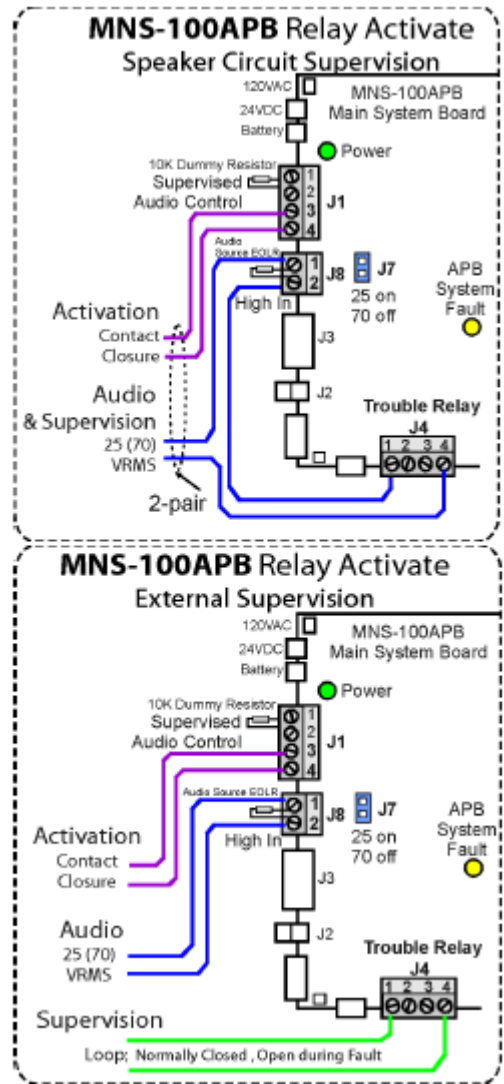 MNS-100APB Relay Activate
Speaker Circuit Supervision
120VAC
24VDC
Battery
MNS-100APB
Main System Board
Power
10K Dummy Resistor
Supervised
Audio Control
1
2
3
4
J1
Audio
Source EOLR
1
2
J8
J7
High In
25 on
70 off
APB
System
Fault
Activation
Contact
Closure
J3
J2
Audio
& Supervision
25 (70)
VRMS
2-pair
Trouble Relay
J4
1 2 3 4
MNS-100APB Relay Activate
External Supervision
120VAC
24VDC
Battery
MNS-100APB
Main System Board
Power
10K Dummy Resistor
Supervised
Audio Control
1
2
3
4
J1
Audio Source EOLR
1
2
J8
J7
High In
25 on
70 off
APB
System
Fault
Activation
Contact
Closure
J3
J2
Audio
25 (70)
VRMS
Trouble Relay
J4
1 2 3 4
Supervision
Loop; Normally Closed , Open during Fault